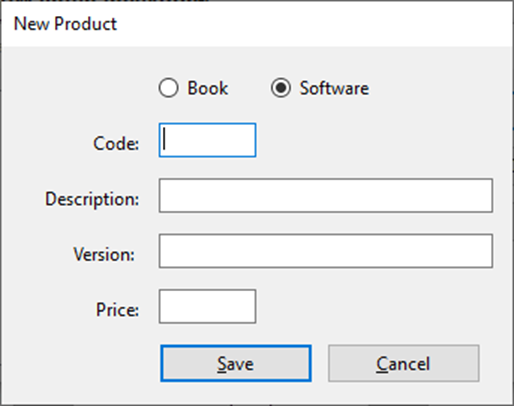 New Product
Book Software
Code:
Description:
Version:
Price:
Save Cancel